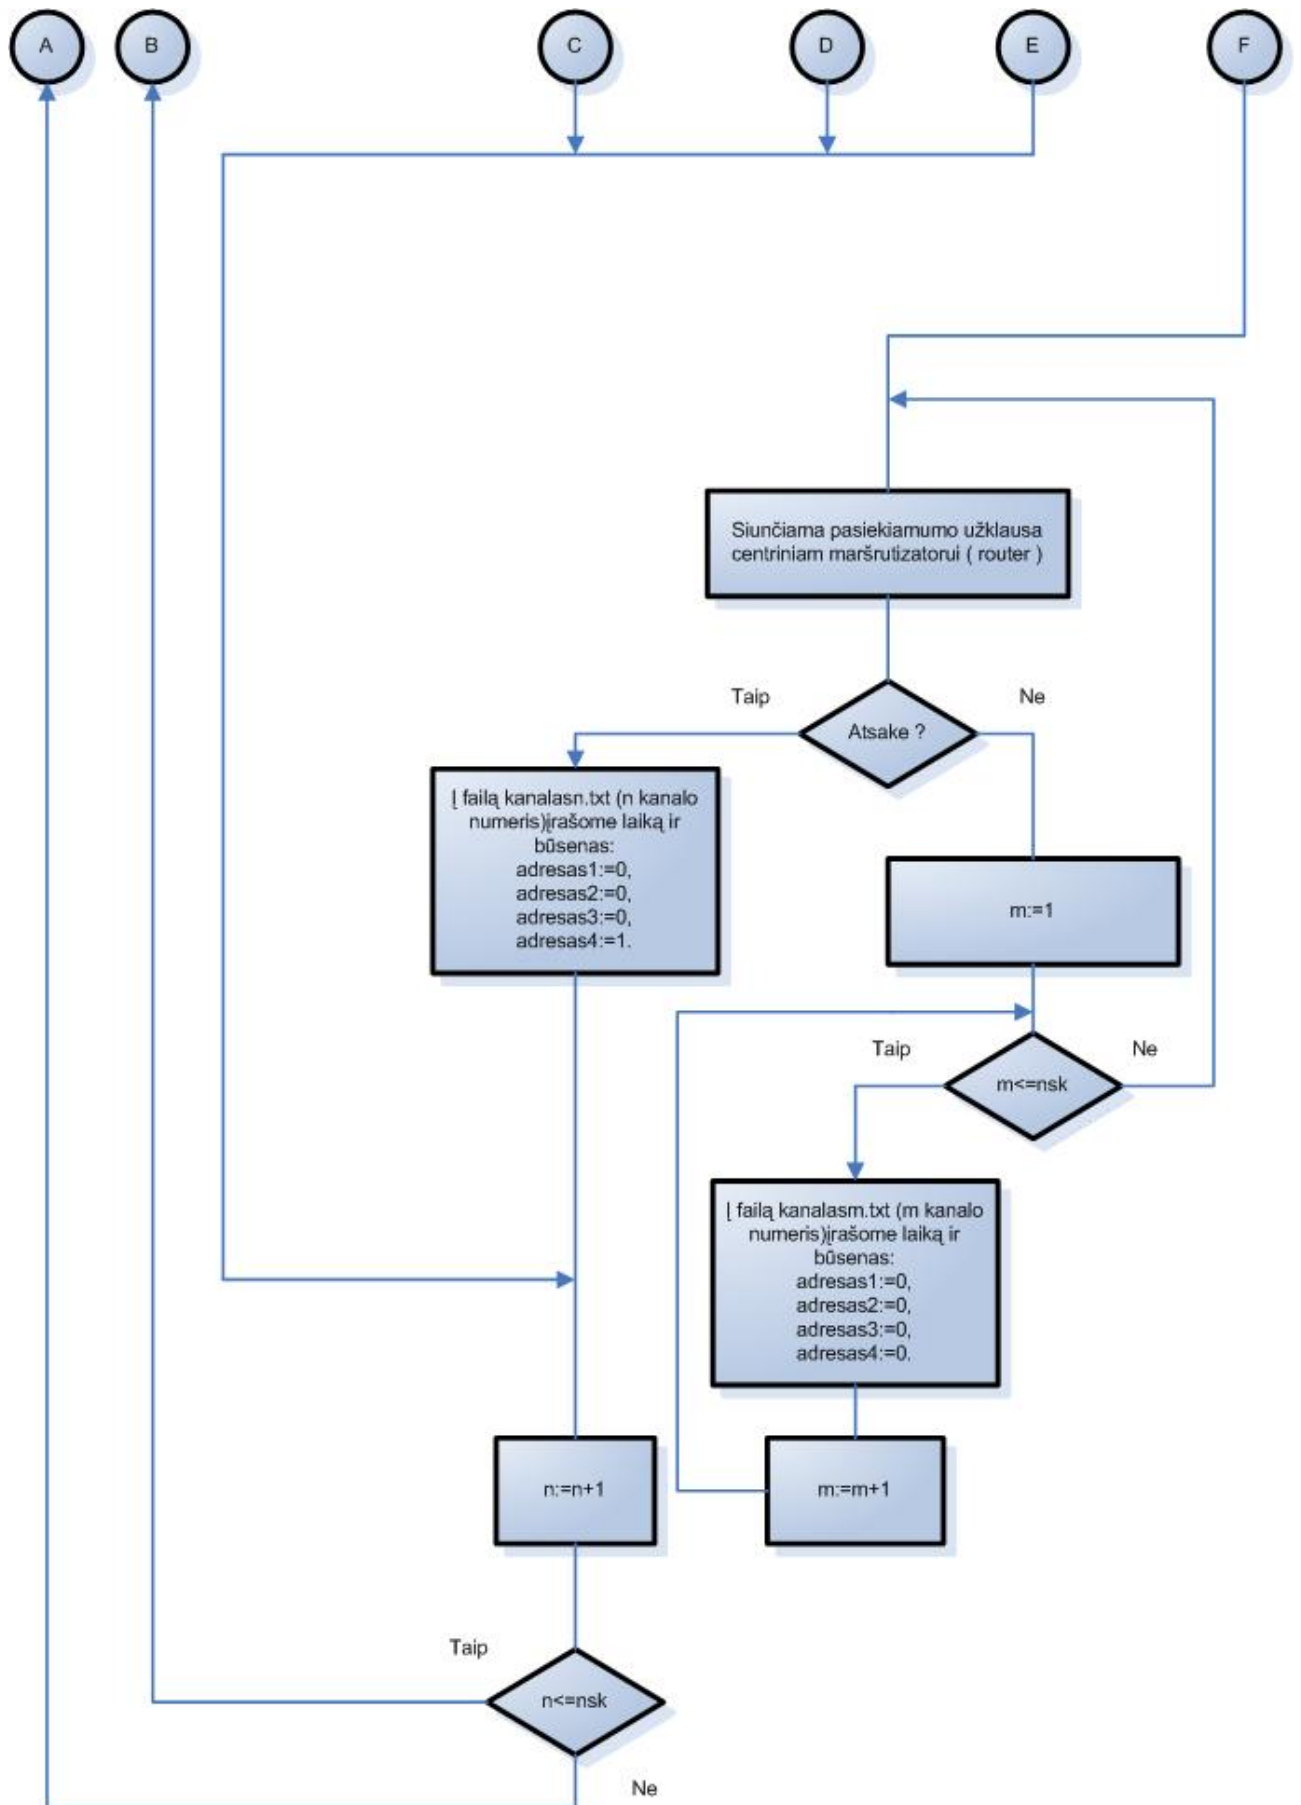 A
B
C
D
E
F
Siunčiama pasiekiamumo užklausa
centriniam maršrutizatorui ( router )
Taip
Ne
Atsake ?
Į failą kanalasn.txt (n kanalo
numeris)įrašome laiką ir
būsenas:
adresas1:=0,
adresas2:=0,
adresas3:=0,
adresas4:=1.
m:=1
Taip
Ne
m<=nsk
Į failą kanalasm.txt (m kanalo
numeris)įrašome laiką ir
būsenas:
adresas1:=0,
adresas2:=0,
adresas3:=0,
adresas4:=0.
n:=n+1
m:=m+1
Taip
n<=nsk
Ne